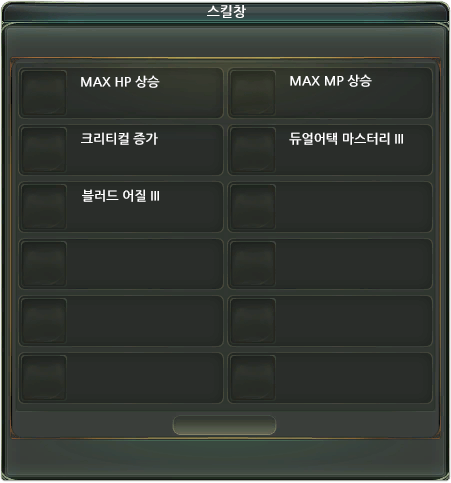 스킬창
MAX HP 상승
MAX MP 상승
크리티컬 증가
듀얼어택 마스터리 III
블러드 어질 III